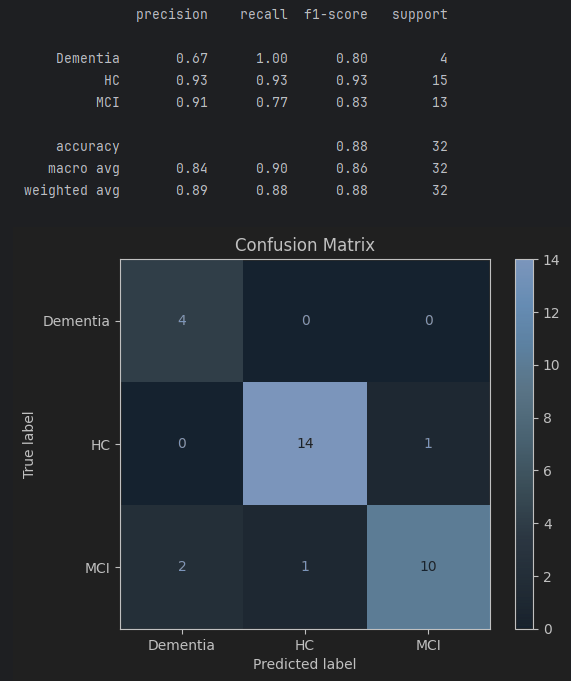 precision recall f1-score support
Dementia 0.67 1.00 0.80 4
HC 0.93 0.93 0.93 15
MCI 0.91 0.77 0.83 13
accuracy 0.88 32
macro avg 0.84 0.90 0.86 32
weighted avg 0.89 0.88 0.88 32
Confusion Matrix
14
Dementia 4 0 0
12
10
True label
HC 0 14 1
8
6
4
MCI 2 1 10
2
0
Dementia HC MCI
Predicted label